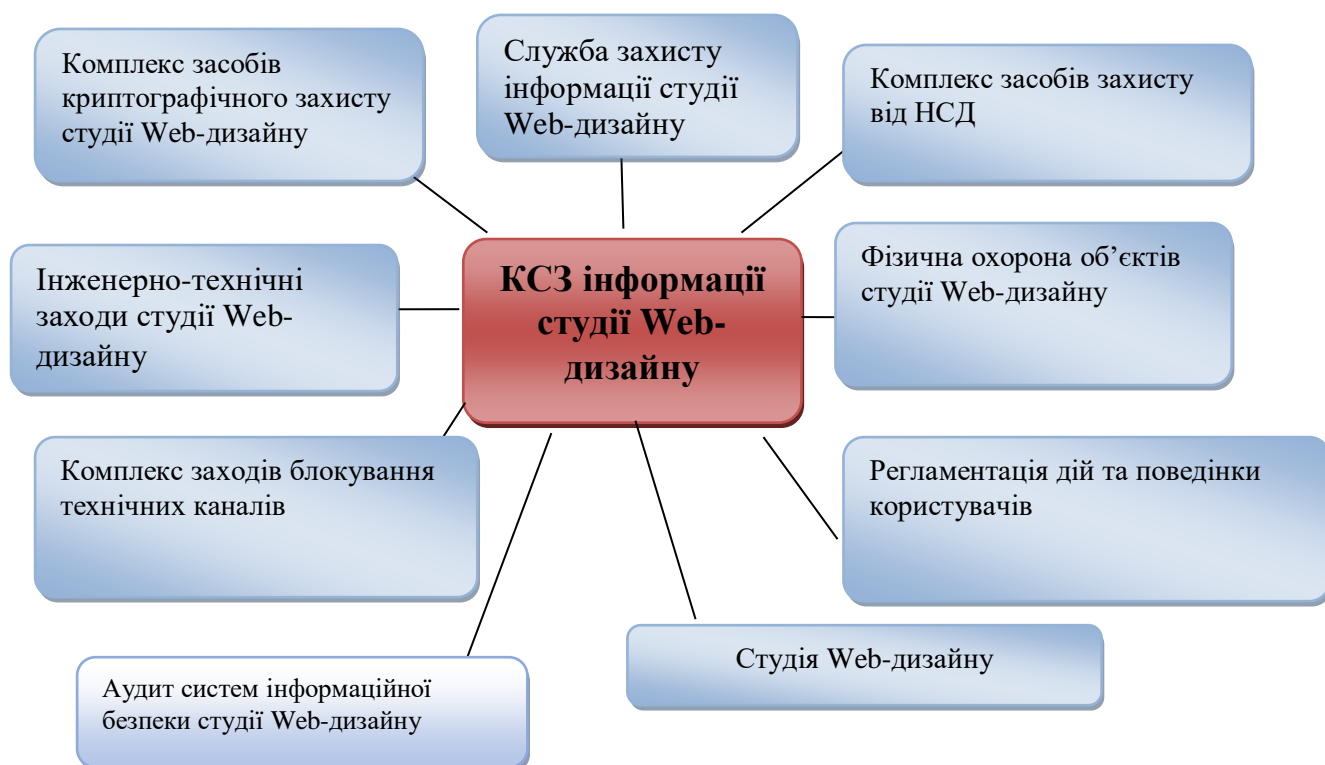 Комплекс засобів
криптографічного захисту
студії Web-дизайну
Служба захисту
інформації студії
Web-дизайну
Комплекс засобів захисту
від НСД
Інженерно-технічні
заходи студії Web-
дизайну
КСЗ інформації
студії Web-
дизайну
Фізична охорона об’єктів
студії Web-дизайну
Комплекс заходів блокування
технічних каналів
Регламентація дій та поведінки
користувачів
Аудит систем інформаційної
безпеки студії Web-дизайну
Студія Web-дизайну